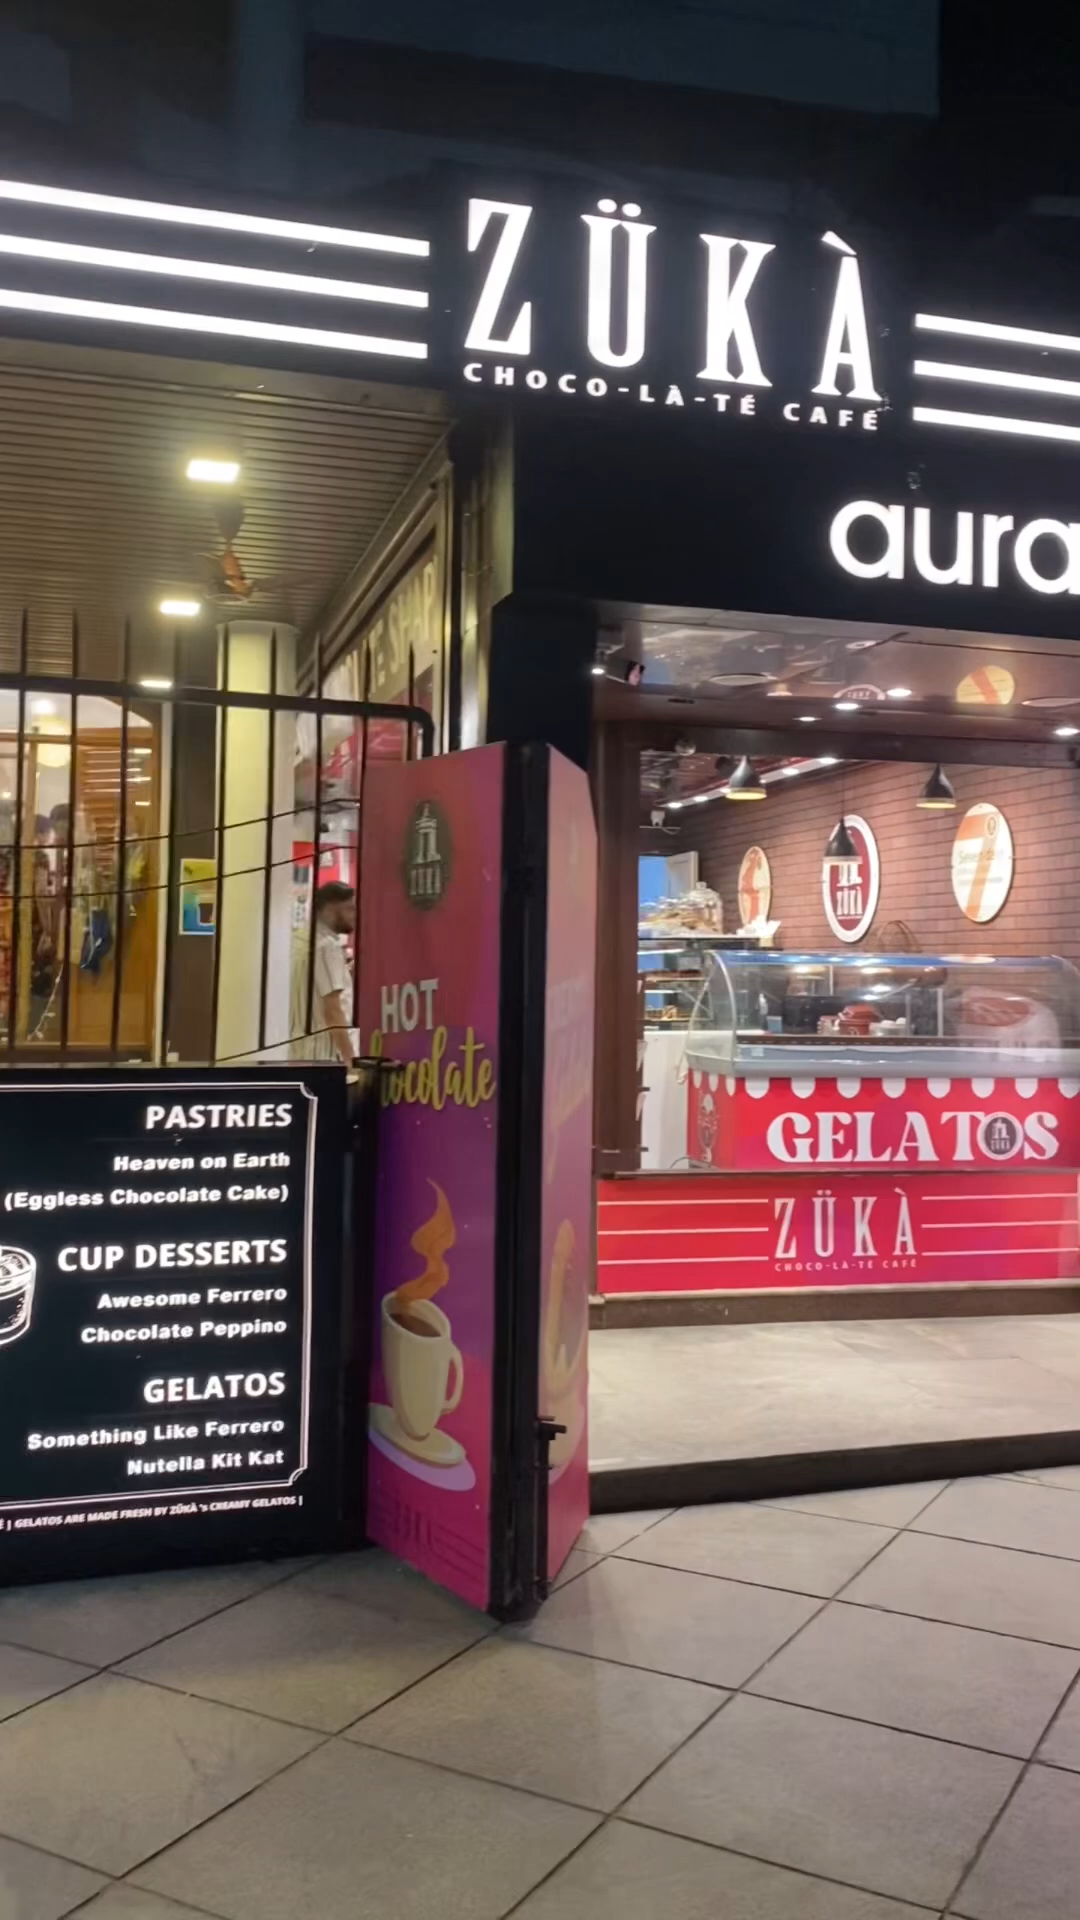 ZÜKÀ
CHOCO-LÀ-TÉ CAFÉ
aura
ZÜKÀ
HOT
chocolate
PASTRIES
Heaven on Earth
(Eggless Chocolate Cake)
CUP DESSERTS
Awesome Ferrero
Chocolate Peppino
GELATOS
Something Like Ferrero
Nutella Kit Kat
| GELATOS ARE MADE FRESH BY ZÜKÀ 's CREAMY GELATOS |
ZÜKÀ
GELATOS
ZÜKÀ
CHOCO-LÀ-TÉ CAFÉ